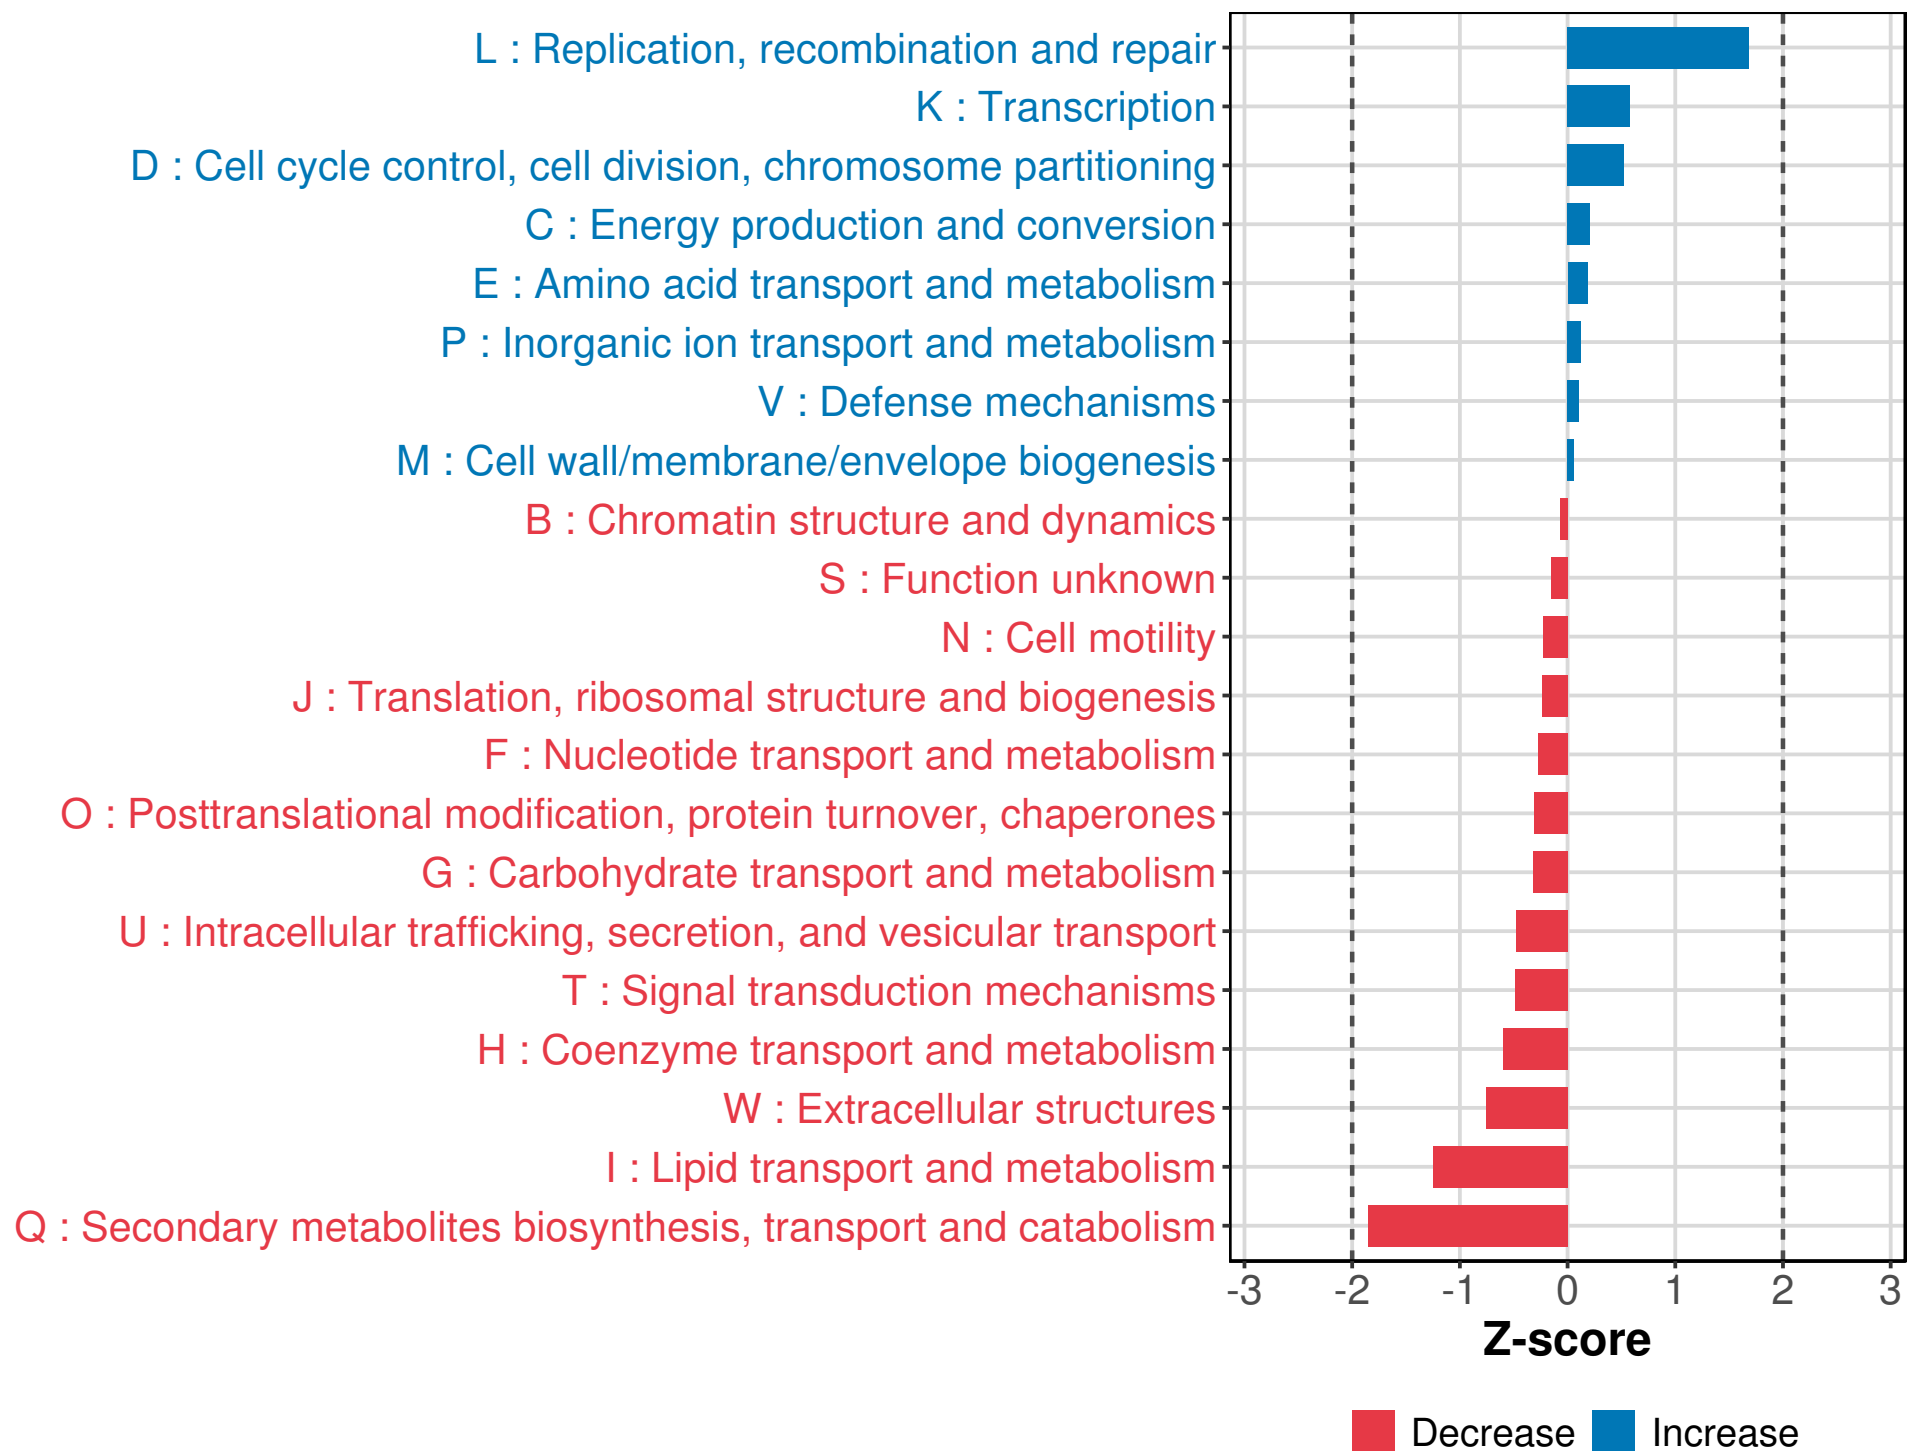 L : Replication, recombination and repair
K : Transcription
D : Cell cycle control, cell division, chromosome partitioning
C : Energy production and conversion
E : Amino acid transport and metabolism
P : Inorganic ion transport and metabolism
V : Defense mechanisms
M : Cell wall/membrane/envelope biogenesis
B : Chromatin structure and dynamics
S : Function unknown
N : Cell motility
J : Translation, ribosomal structure and biogenesis
F : Nucleotide transport and metabolism
O : Posttranslational modification, protein turnover, chaperones
G : Carbohydrate transport and metabolism
U : Intracellular trafficking, secretion, and vesicular transport
T : Signal transduction mechanisms
H : Coenzyme transport and metabolism
W : Extracellular structures
I : Lipid transport and metabolism
Q : Secondary metabolites biosynthesis, transport and catabolism
-3 -2 -1 0 1 2 3
Z-score
Decrease Increase